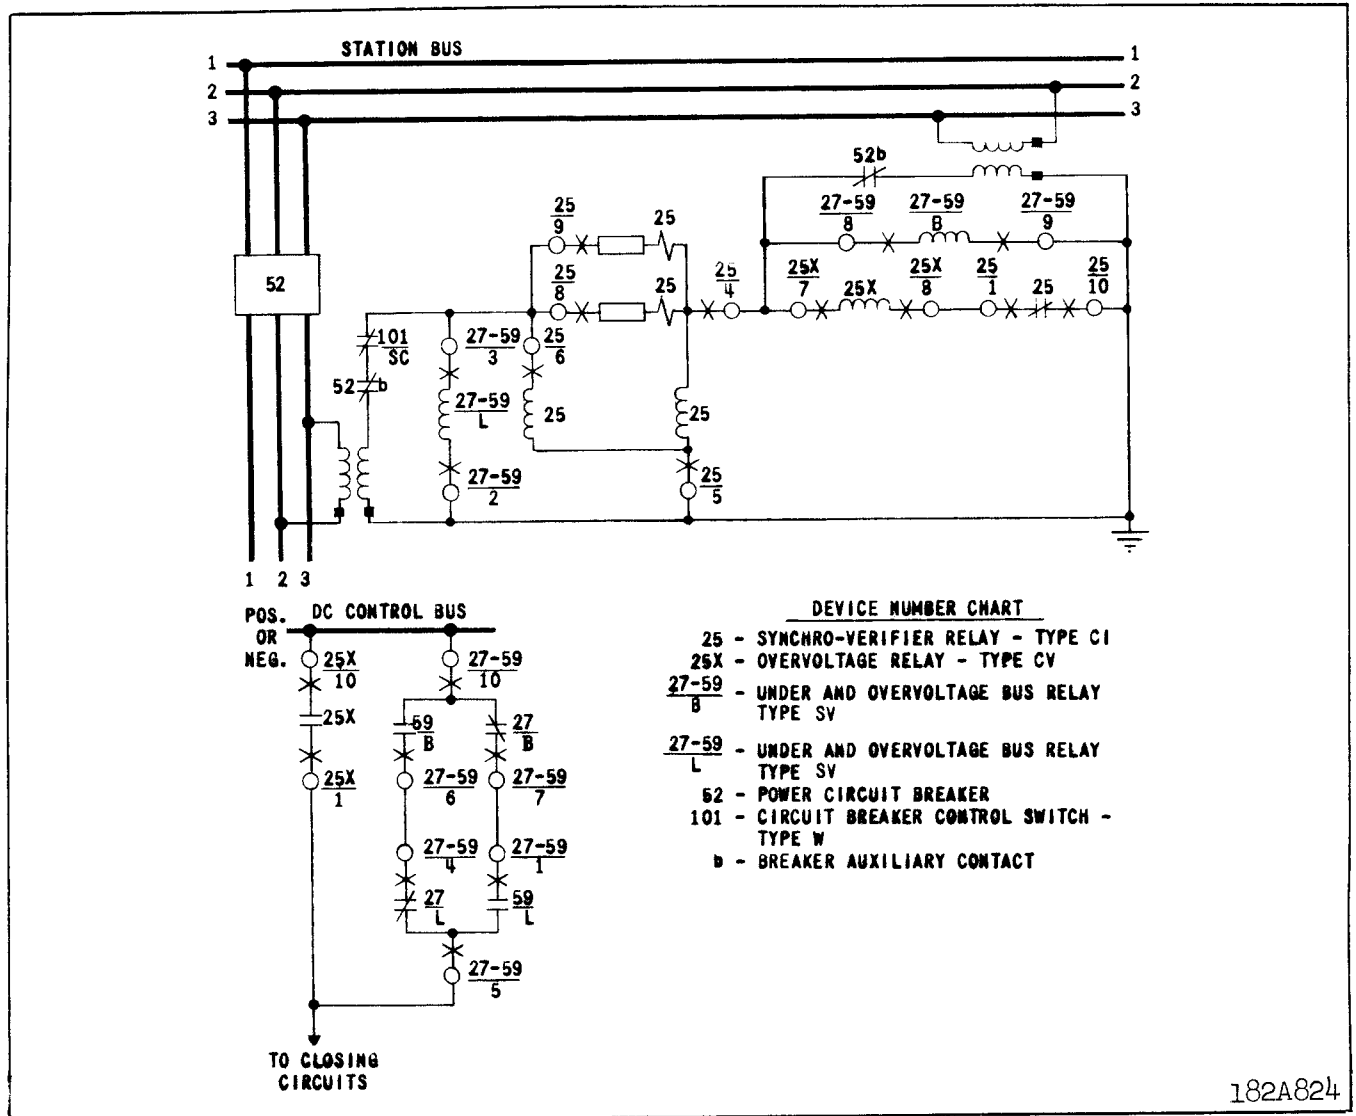 STATION BUS
1 1
2 2
3 3
52b
27-59 27-59 27-59
8 B 9
25 25
9
25 25
8
25
4
25X 25X 25X 25 25 25
7 8 1 10
52
101
SC
27-59
3
25
6
52 b
27-59
L
25 25
27-59
2
25
5
1 2 3
POS.
OR
NEG.
DC CONTROL BUS
25X
10
27-59
10
25X
59
B
27
B
25X
1
27-59
6
27-59
7
27-59
4
27-59
1
27
L
59
L
27-59
5
TO CLOSING
CIRCUITS
DEVICE NUMBER CHART
25 - SYNCHRO-VERIFIER RELAY - TYPE CI
25X - OVERVOLTAGE RELAY - TYPE CV
27-59
B - UNDER AND OVERVOLTAGE BUS RELAY
TYPE SV
27-59
L - UNDER AND OVERVOLTAGE BUS RELAY
TYPE SV
52 - POWER CIRCUIT BREAKER
101 - CIRCUIT BREAKER CONTROL SWITCH -
TYPE W
b - BREAKER AUXILIARY CONTACT
182A824